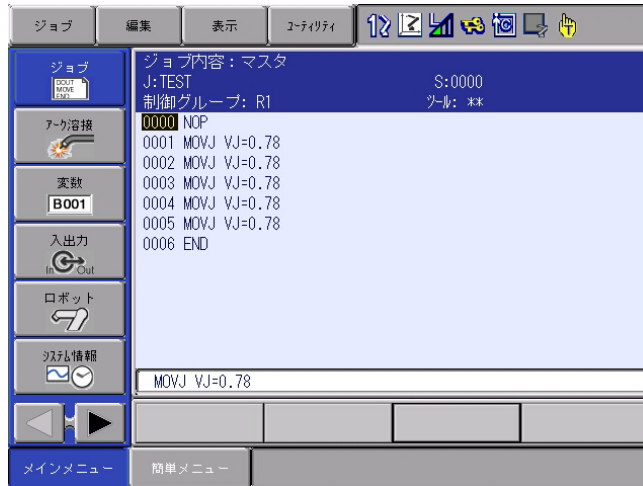 ジョブ 編集 表示 ユーティリティ
ジョブ
DOUT
MOVE
END
アーク溶接
変数
B001
入出力
In Out
ロボット
システム情報
ジョブ内容：マスタ
J:TEST S:0000
制御グループ: R1 ツール: **
0000 NOP
0001 MOVJ VJ=0.78
0002 MOVJ VJ=0.78
0003 MOVJ VJ=0.78
0004 MOVJ VJ=0.78
0005 MOVJ VJ=0.78
0006 END
MOVJ VJ=0.78
メインメニュー 簡単メニュー